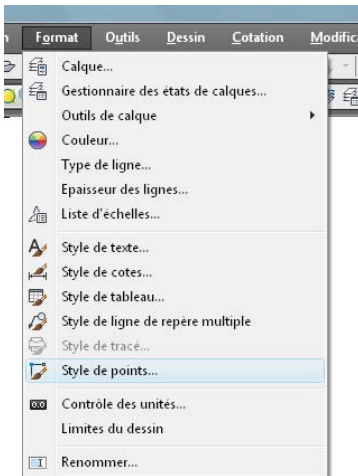 Format Outils Dessin Cotation Modific
Calque...
Gestionnaire des états de calques...
Outils de calque
Couleur...
Type de ligne...
Epaisseur des lignes...
Liste d'échelles...
Style de texte...
Style de cotes...
Style de tableau...
Style de ligne de repère multiple
Style de tracé...
Style de points...
0.0 Contrôle des unités...
Limites du dessin
Renommer...